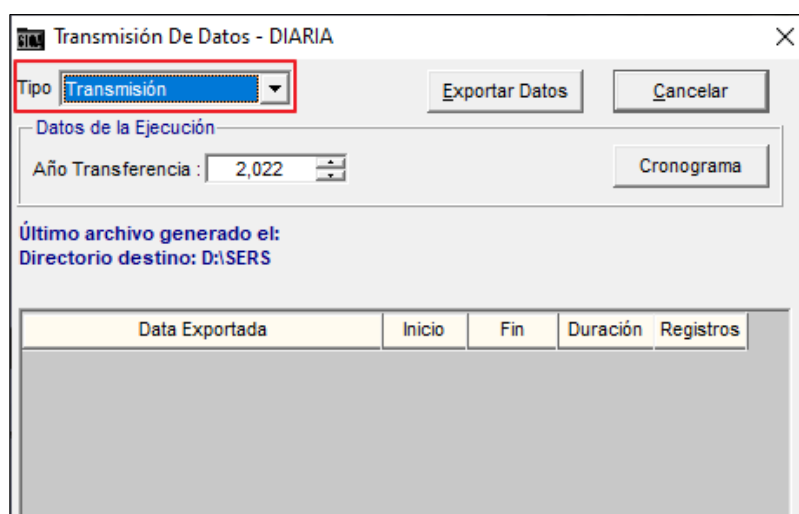 Transmisión De Datos - DIARIA
Tipo Transmisión Exportar Datos Cancelar
Datos de la Ejecución
Año Transferencia : 2,022 Cronograma
Último archivo generado el:
Directorio destino: D:\SERS
Data Exportada Inicio Fin Duración Registros